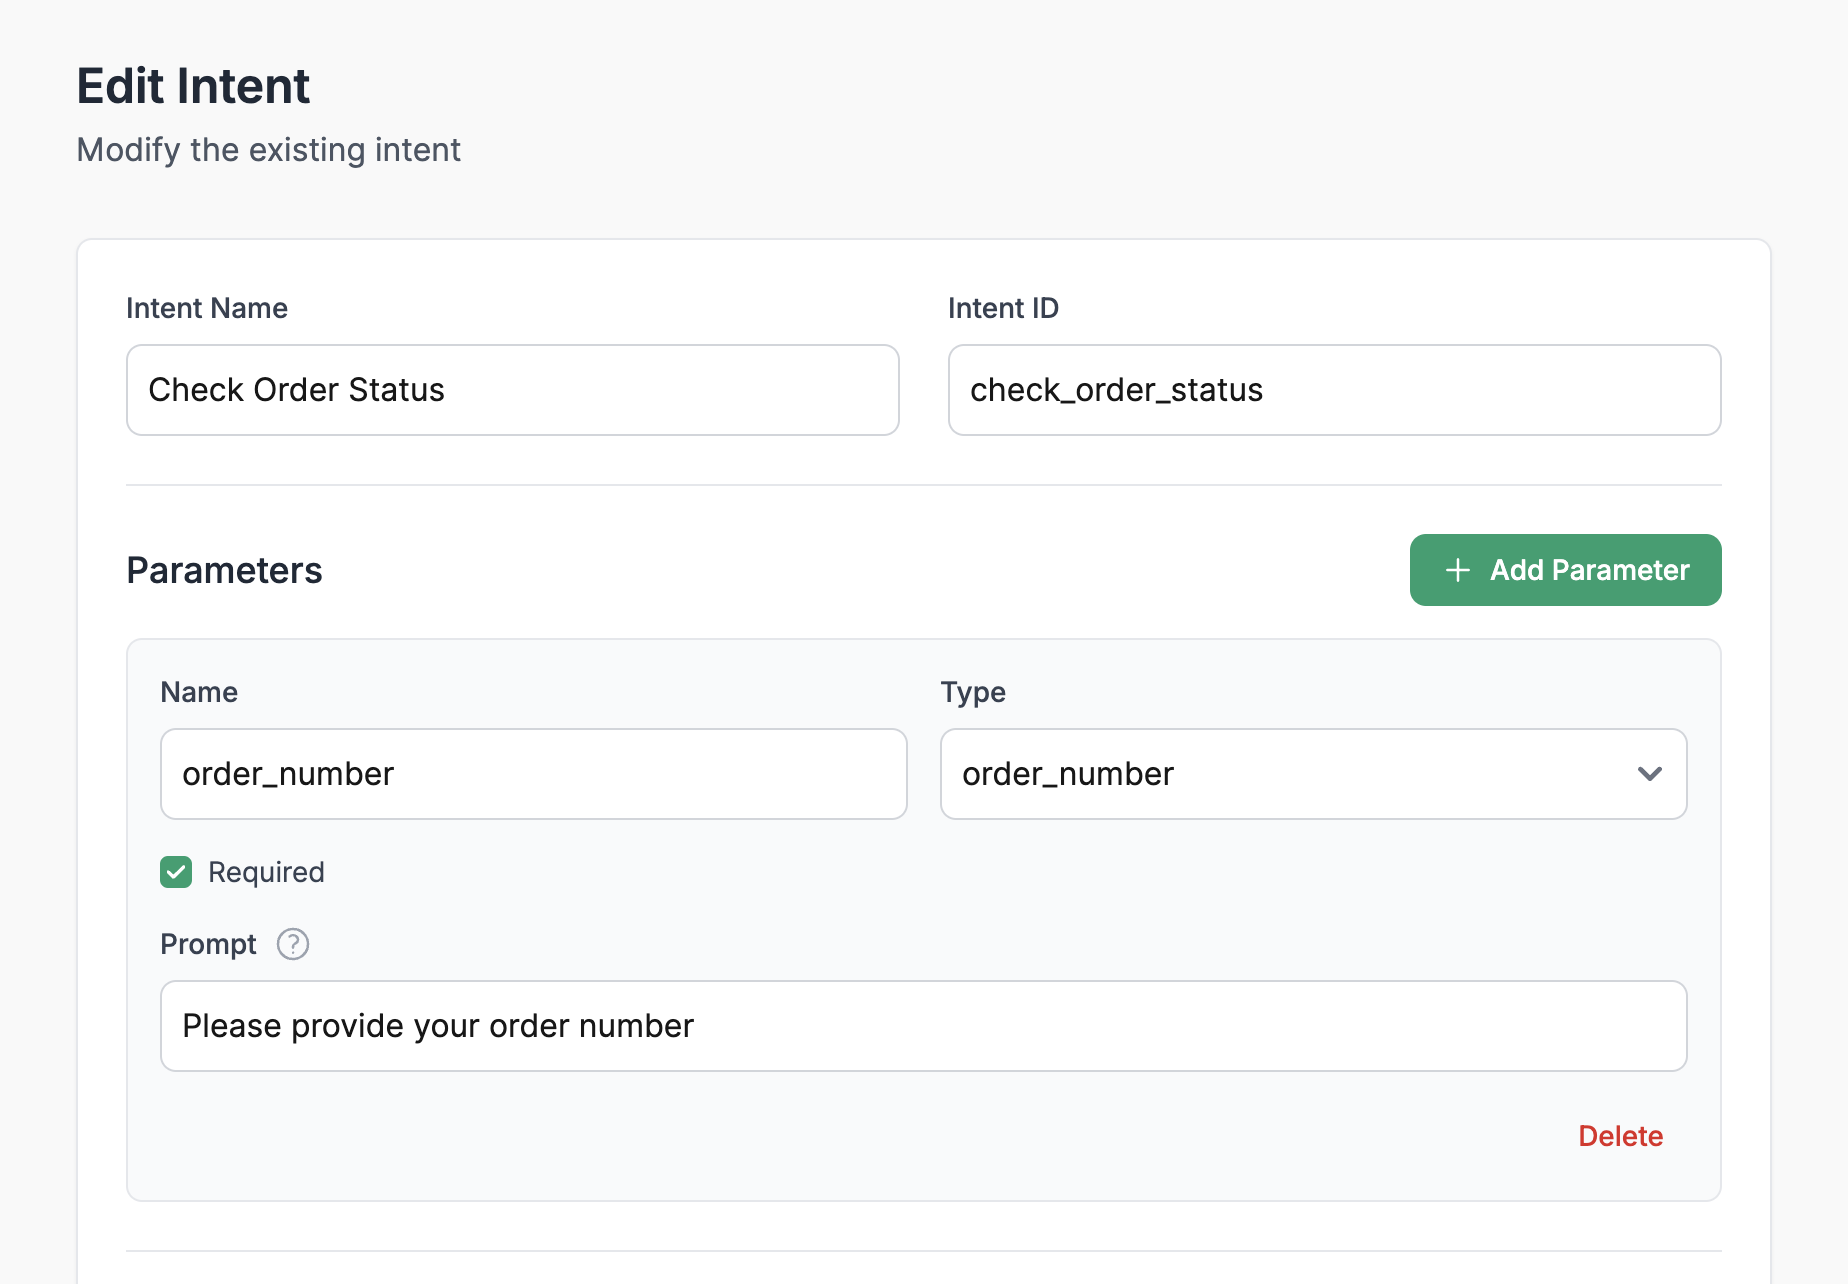 Edit Intent
Modify the existing intent
Intent Name
Intent ID
Check Order Status
check_order_status
Parameters
+ Add Parameter
Name
Type
order_number
order_number
Required
Prompt ?
Please provide your order number
Delete